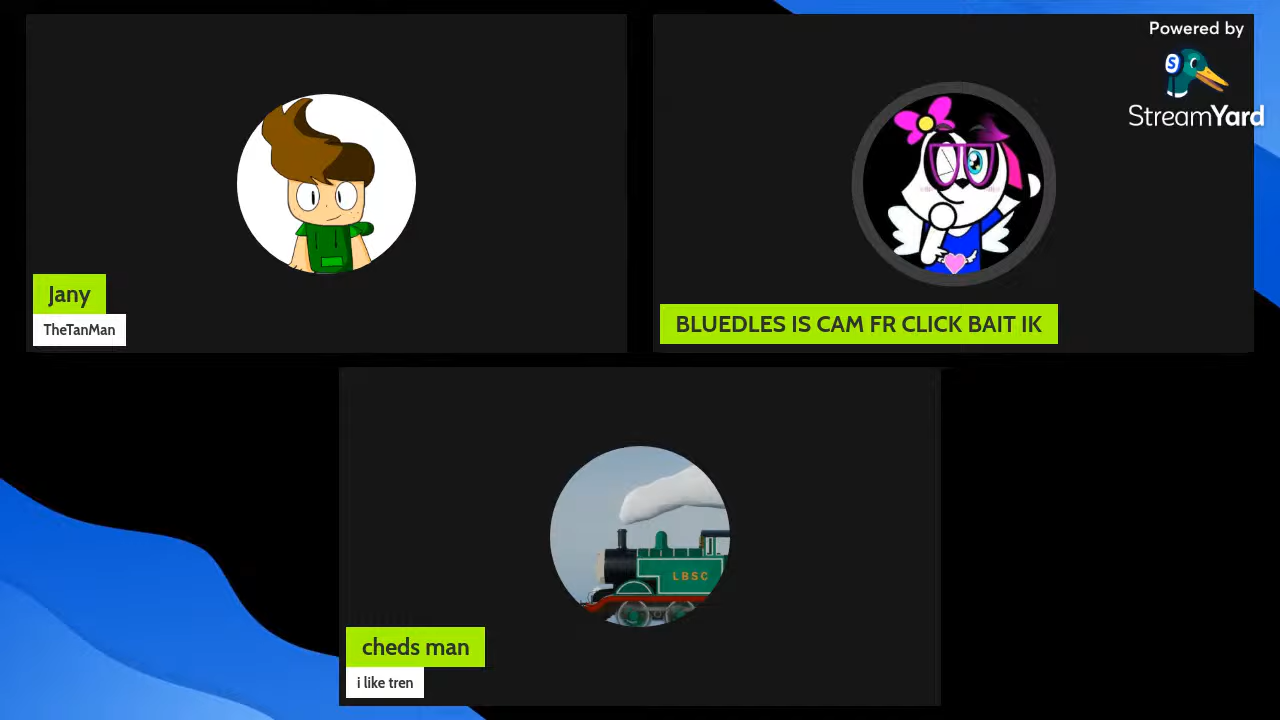 Powered by
S
StreamYard
Jany
TheTanMan
BLUEDLES IS CAM FR CLICK BAIT IK
LBSC
cheds man
i like tren